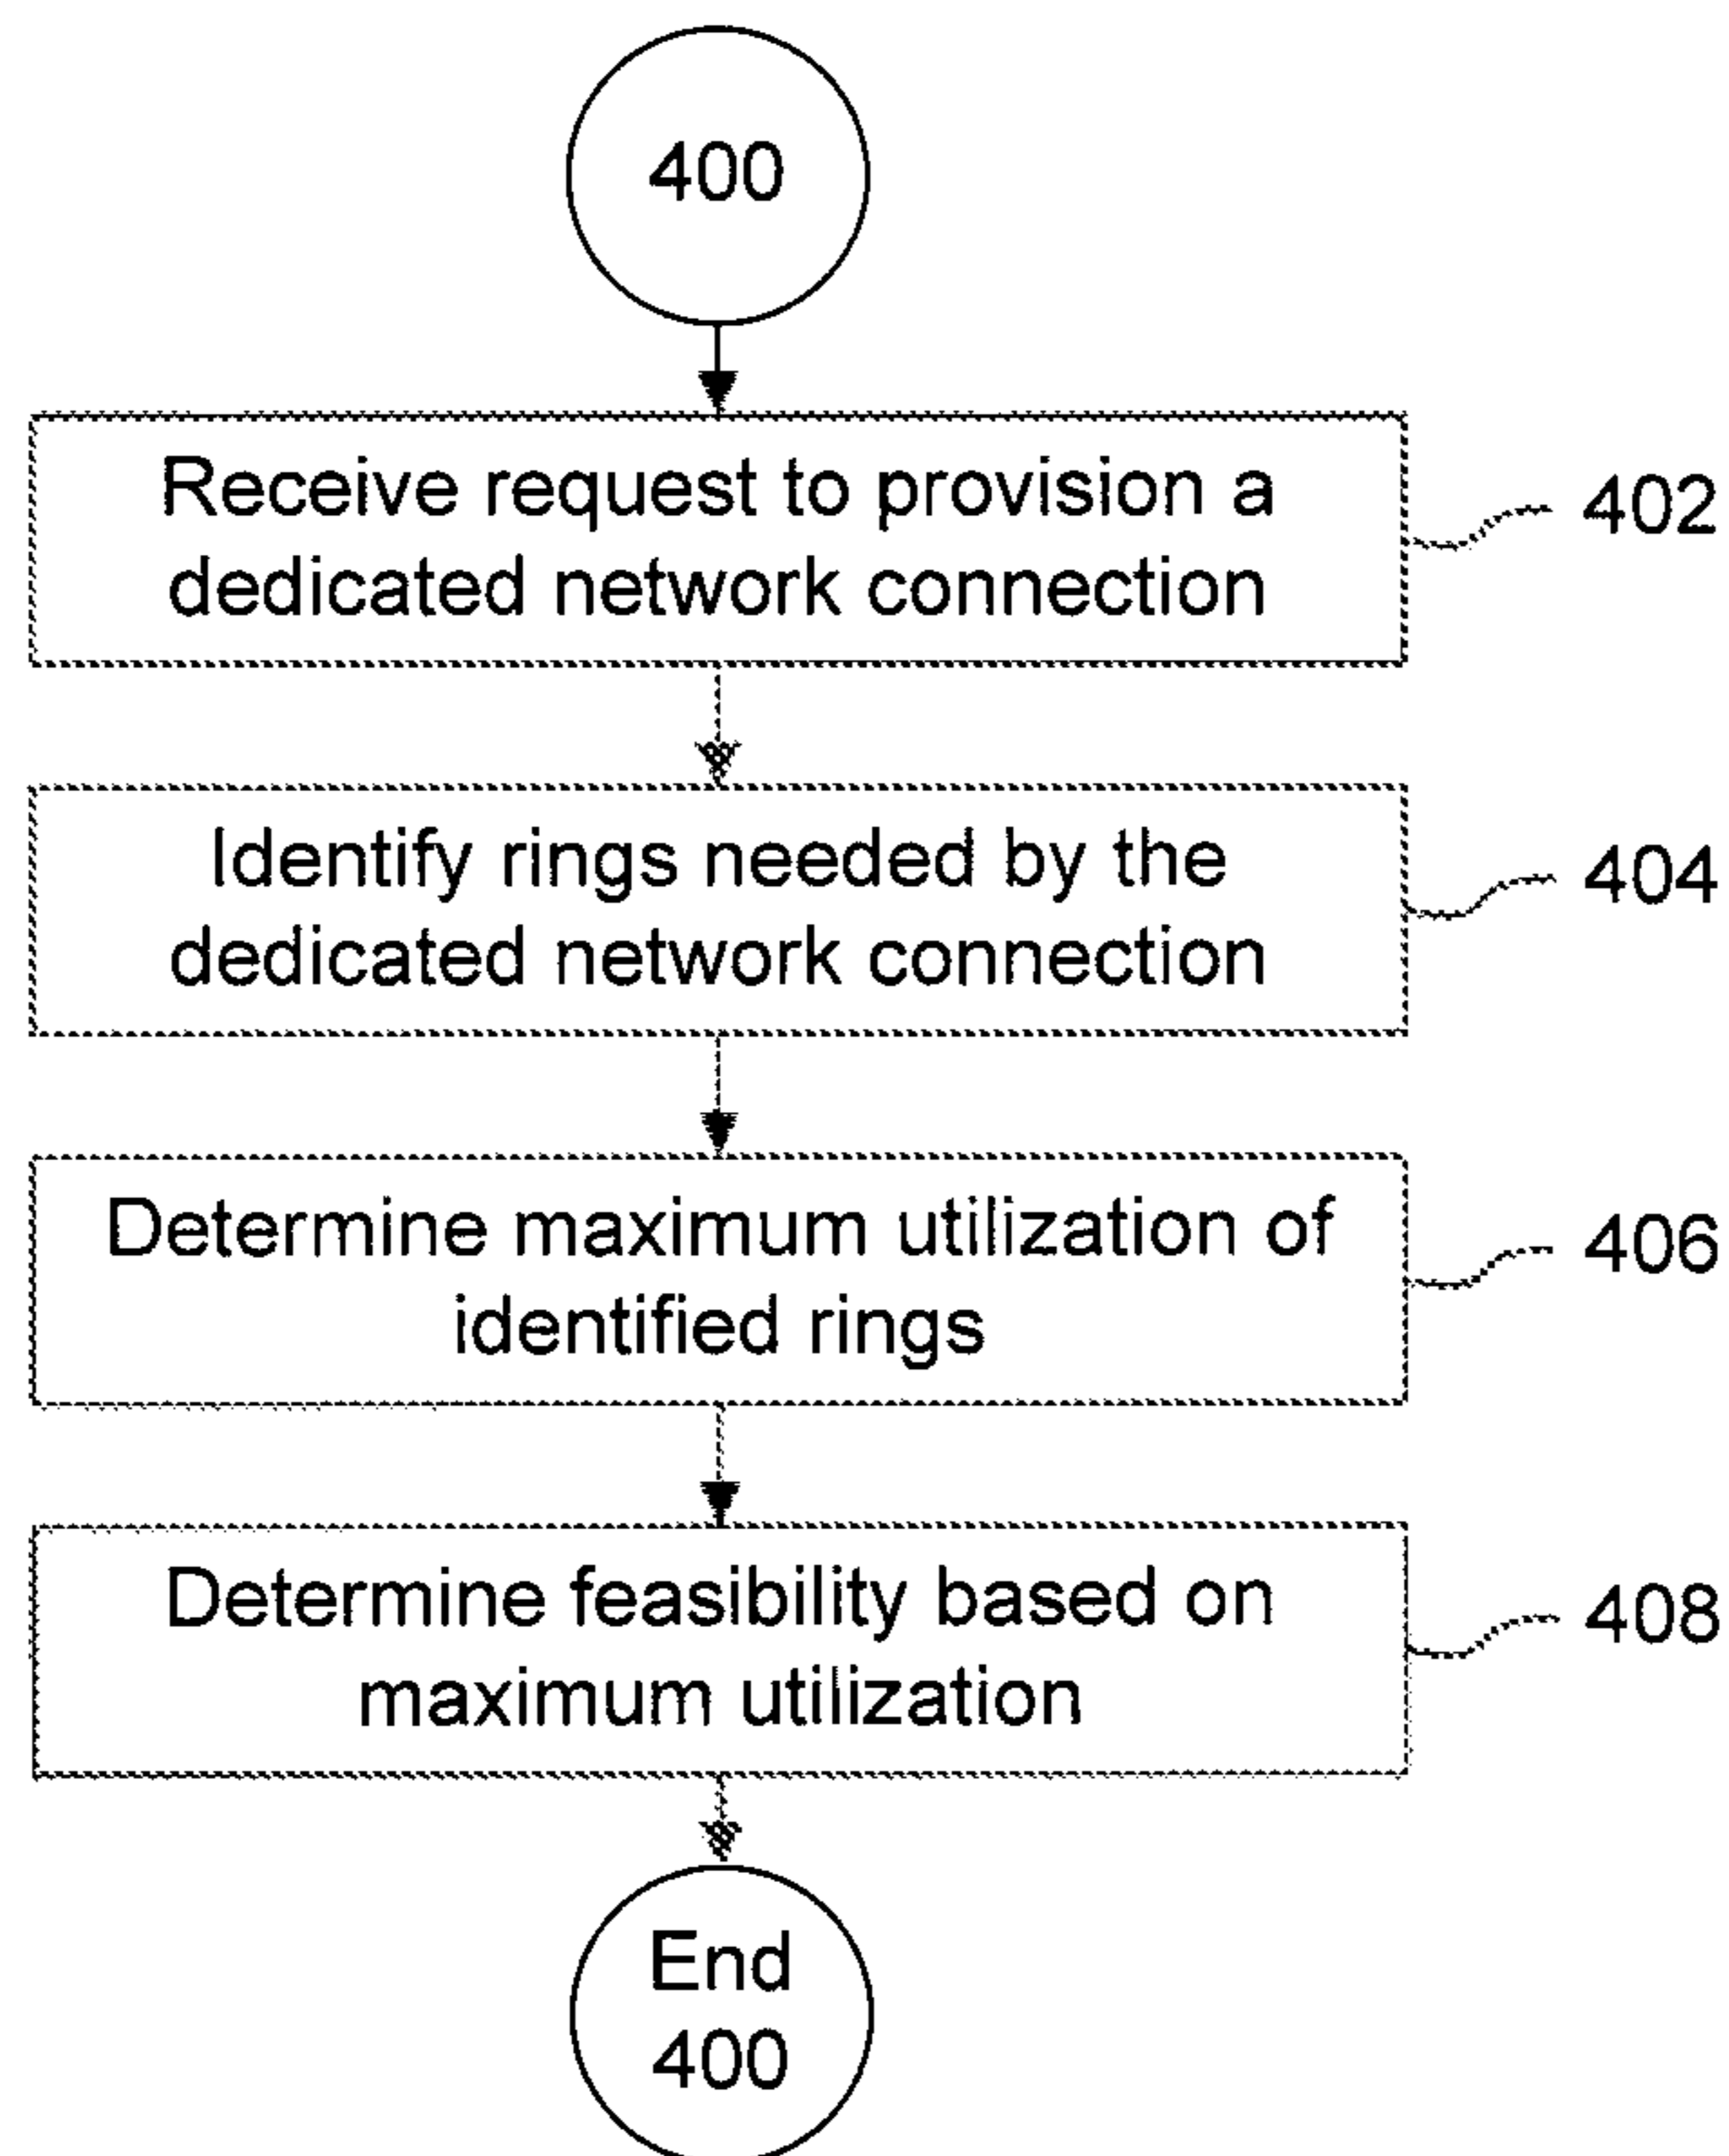 400
Receive request to provision a
dedicated network connection
402
Identify rings needed by the
dedicated network connection
404
Determine maximum utilization of
identified rings
406
Determine feasibility based on
maximum utilization
408
End
400